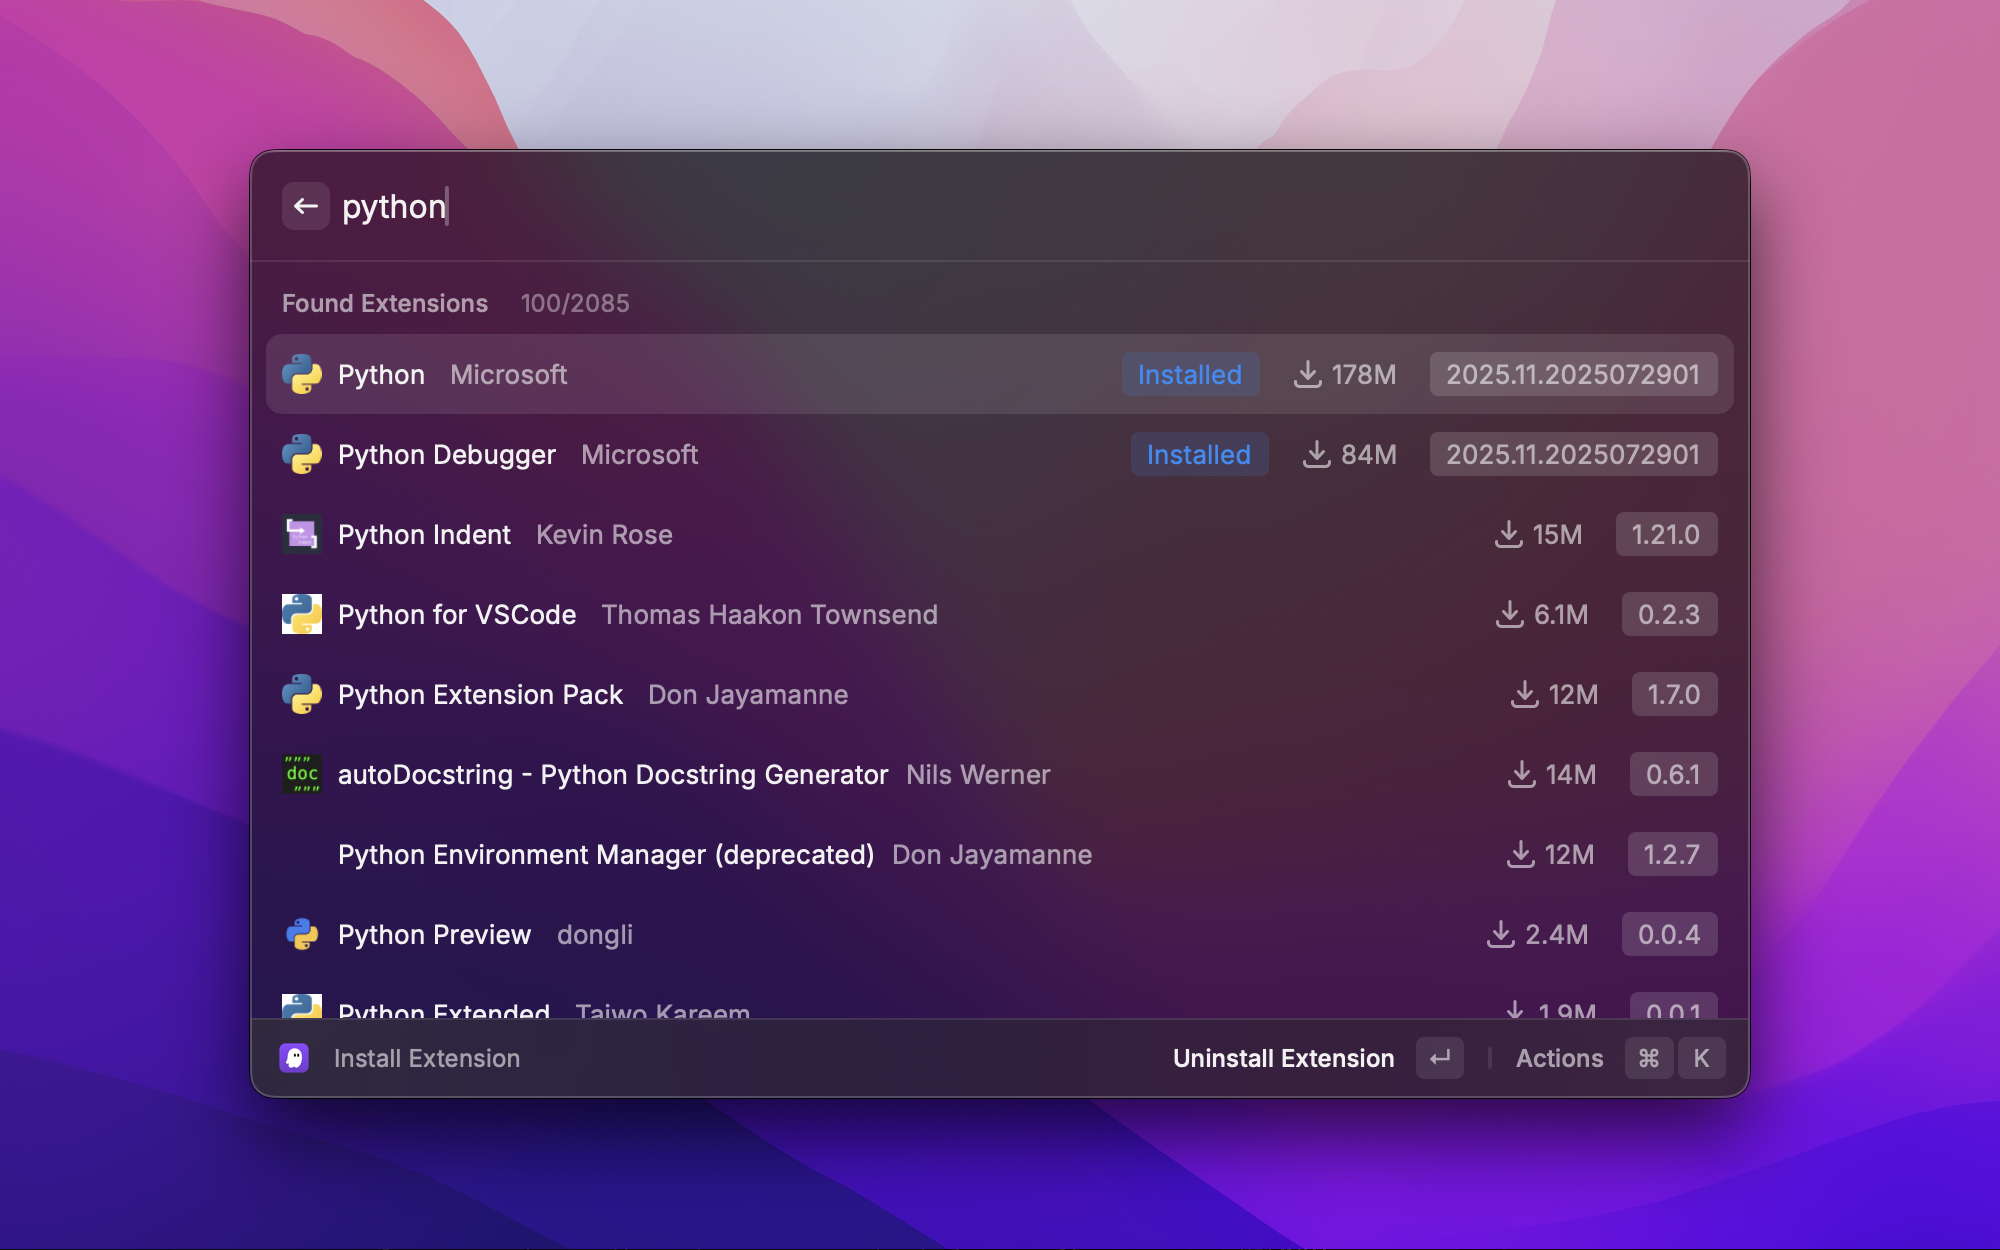 python
Found Extensions 100/2085
Python Microsoft Installed 178M 2025.11.2025072901
Python Debugger Microsoft Installed 84M 2025.11.2025072901
Python Indent Kevin Rose 15M 1.21.0
Python for VSCode Thomas Haakon Townsend 6.1M 0.2.3
Python Extension Pack Don Jayamanne 12M 1.7.0
""" doc """ autoDocstring - Python Docstring Generator Nils Werner 14M 0.6.1
Python Environment Manager (deprecated) Don Jayamanne 12M 1.2.7
Python Preview dongli 2.4M 0.0.4
Python Extended Taiwo Kareem 1.9M 0.0.1
Install Extension Uninstall Extension ↵ Actions ⌘ K